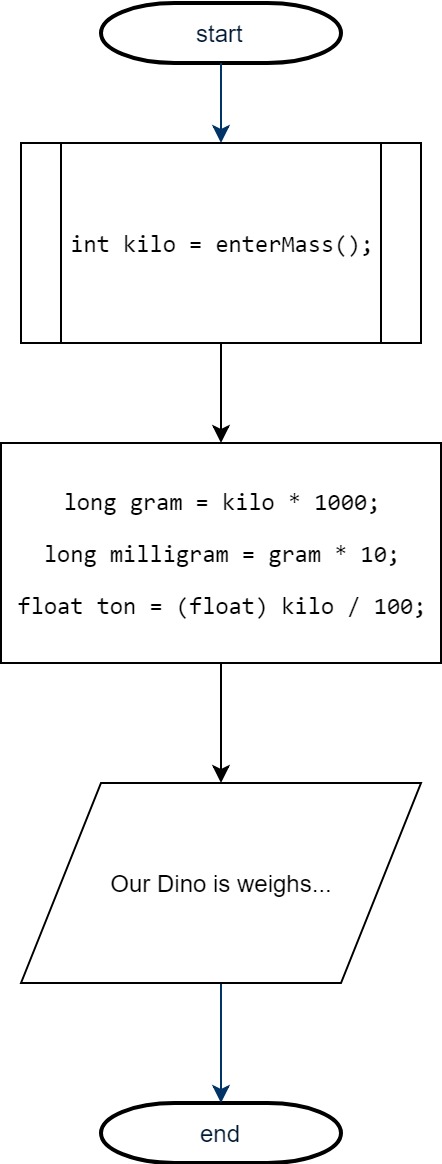 start
int kilo = enterMass();
long gram = kilo * 1000;
long milligram = gram * 10;
float ton = (float) kilo / 100;
Our Dino is weighs...
end